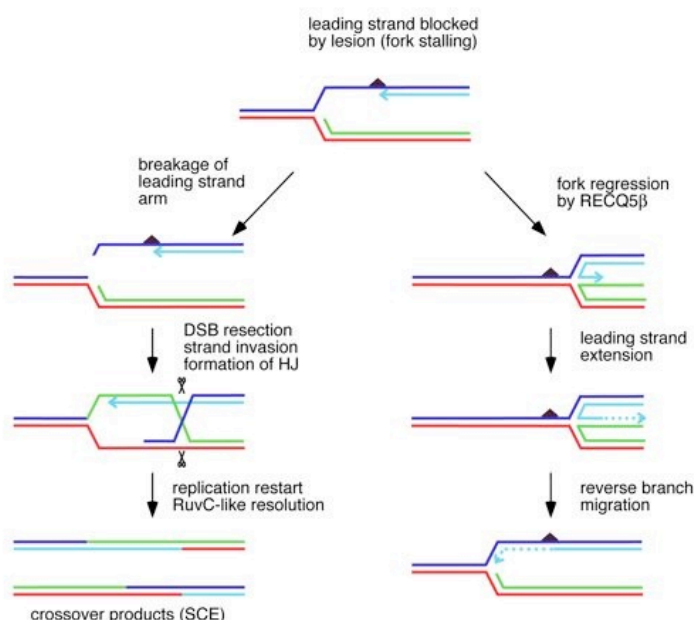 leading strand blocked
by lesion (fork stalling)
breakage of
leading strand
arm
fork regression
by RECQ5β
DSB resection
strand invasion
formation of HJ
leading strand
extension
replication restart
RuvC-like resolution
reverse branch
migration
crossover products (SCE)